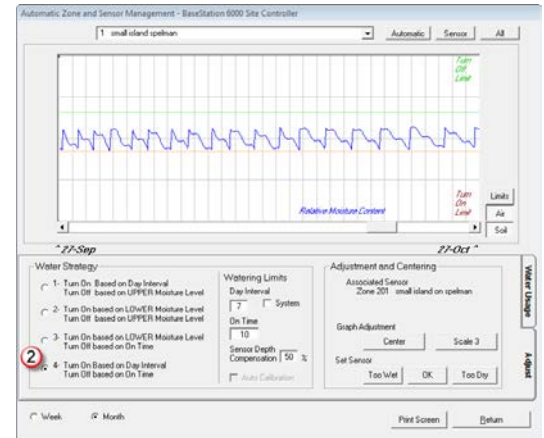 Automatic Zone and Sensor Management - BaseStation 6000 Site Controller
1 small island spelman
Automatic Sensor All
Turn
Off
Limit
Relative Moisture Content
Turn
On
Limit
Limits
Air
Soil
^ 27-Sep
27-Oct ^
Water Strategy
1- Turn On Based on Day Interval
Turn Off based on UPPER Moisture Level
2- Turn On Based on LOWER Moisture Level
Turn Off based on UPPER Moisture Level
3- Turn On based on LOWER Moisture Level
Turn Off based on On Time
2
4- Turn On Based on Day Interval
Turn Off based on On Time
Watering Limits
Day Interval
7 System
On Time
10
Sensor Depth
Compensation 50 %
Auto Calibration
Adjustment and Centering
Associated Sensor
Zone 201 small island on spelman
Graph Adjustment
Center Scale 3
Set Sensor
Too Wet OK Too Dry
Water Usage
Adjust
Week Month
Print Screen Return